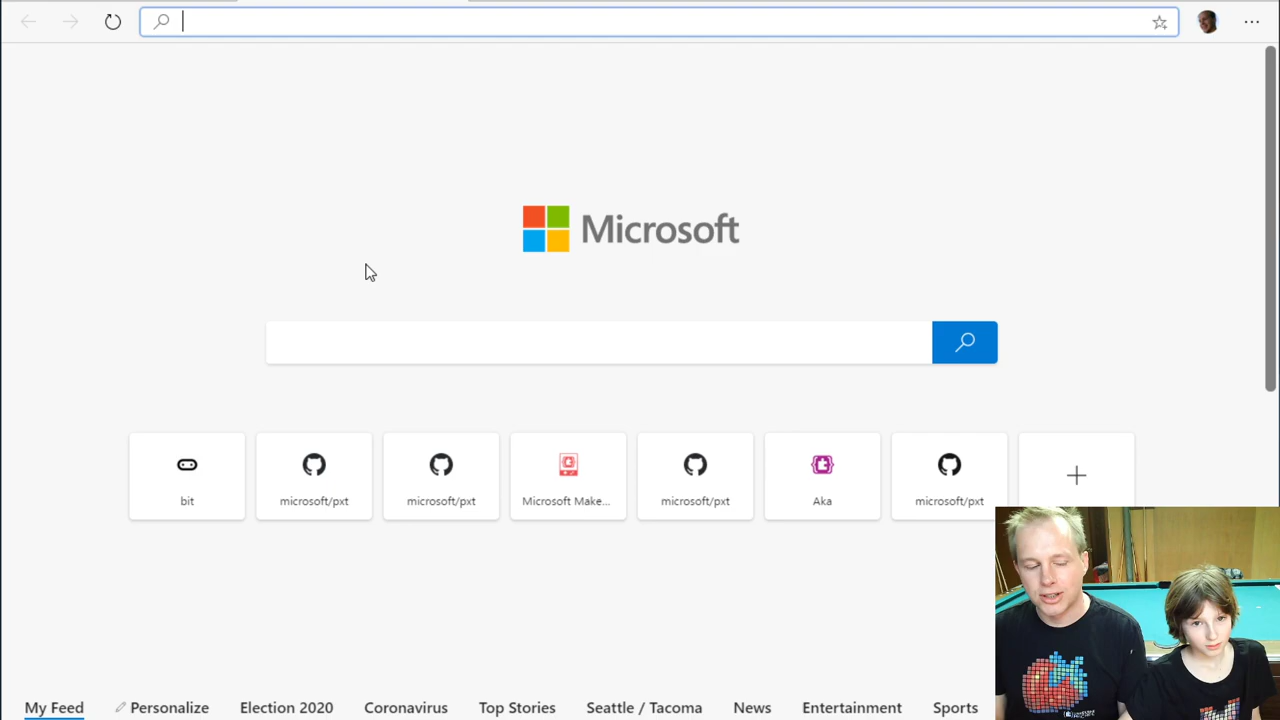 Microsoft
bit
microsoft/pxt
microsoft/pxt
Microsoft Make...
microsoft/pxt
Aka
microsoft/pxt
My Feed Personalize Election 2020 Coronavirus Top Stories Seattle / Tacoma News Entertainment Sports